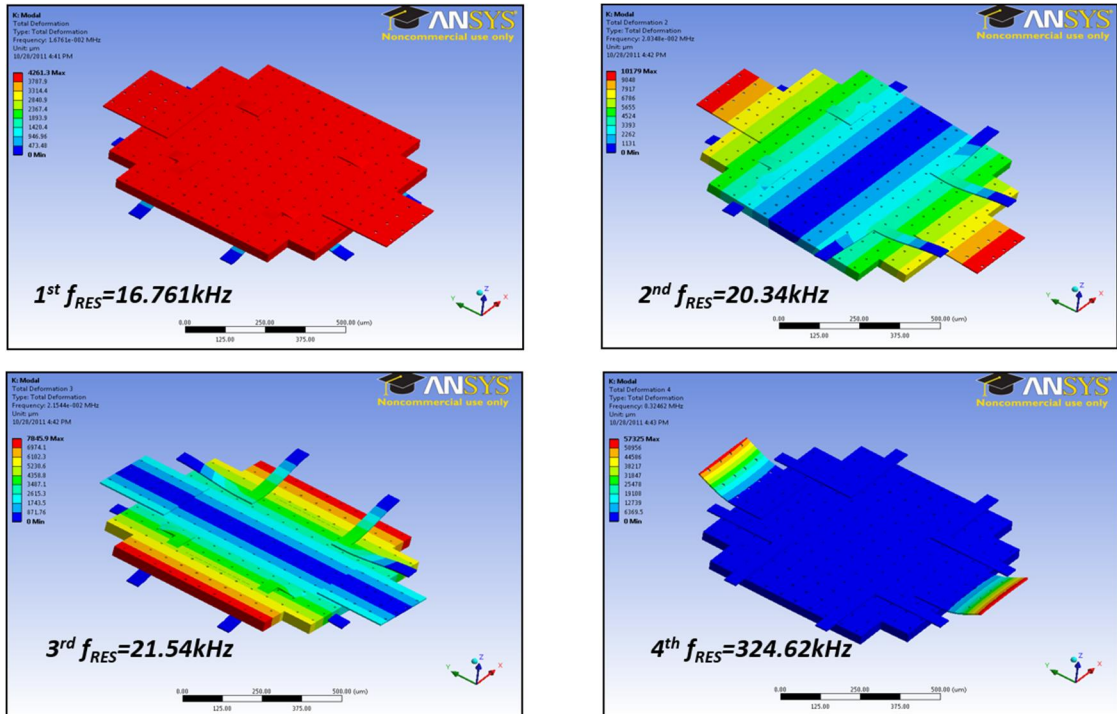 K: Modal
Total Deformation
Type: Total Deformation
Frequency: 1.6761e-002 MHz
Unit: µm
10/28/2011 4:41 PM
4261.3 Max
3787.9
3314.4
2840.9
2367.4
1893.9
1420.4
946.96
473.48
0 Min
ANSYS
Noncommercial use only
1st fRES=16.761kHz
Z
Y
X
0.00
250.00
500.00 (um)
125.00
375.00
K: Modal
Total Deformation 2
Type: Total Deformation
Frequency: 2.0340e-002 MHz
Unit: µm
10/28/2011 4:42 PM
10179 Max
9048
7917
6786
5655
4524
3393
2262
1131
0 Min
ANSYS
Noncommercial use only
2nd fRES=20.34kHz
Z
Y
X
0.00
250.00
500.00 (um)
125.00
375.00
K: Modal
Total Deformation 3
Type: Total Deformation
Frequency: 2.1544e-002 MHz
Unit: µm
10/28/2011 4:42 PM
7845.9 Max
6974.1
6102.3
5230.6
4358.8
3487.1
2615.3
1743.5
871.76
0 Min
ANSYS
Noncommercial use only
3rd fRES=21.54kHz
Z
Y
X
0.00
250.00
500.00 (um)
125.00
375.00
K: Modal
Total Deformation 4
Type: Total Deformation
Frequency: 0.32462 MHz
Unit: µm
10/28/2011 4:43 PM
57325 Max
50956
44586
38217
31847
25478
19108
12739
6369.5
0 Min
ANSYS
Noncommercial use only
4th fRES=324.62kHz
Z
Y
X
0.00
250.00
500.00 (um)
125.00
375.00